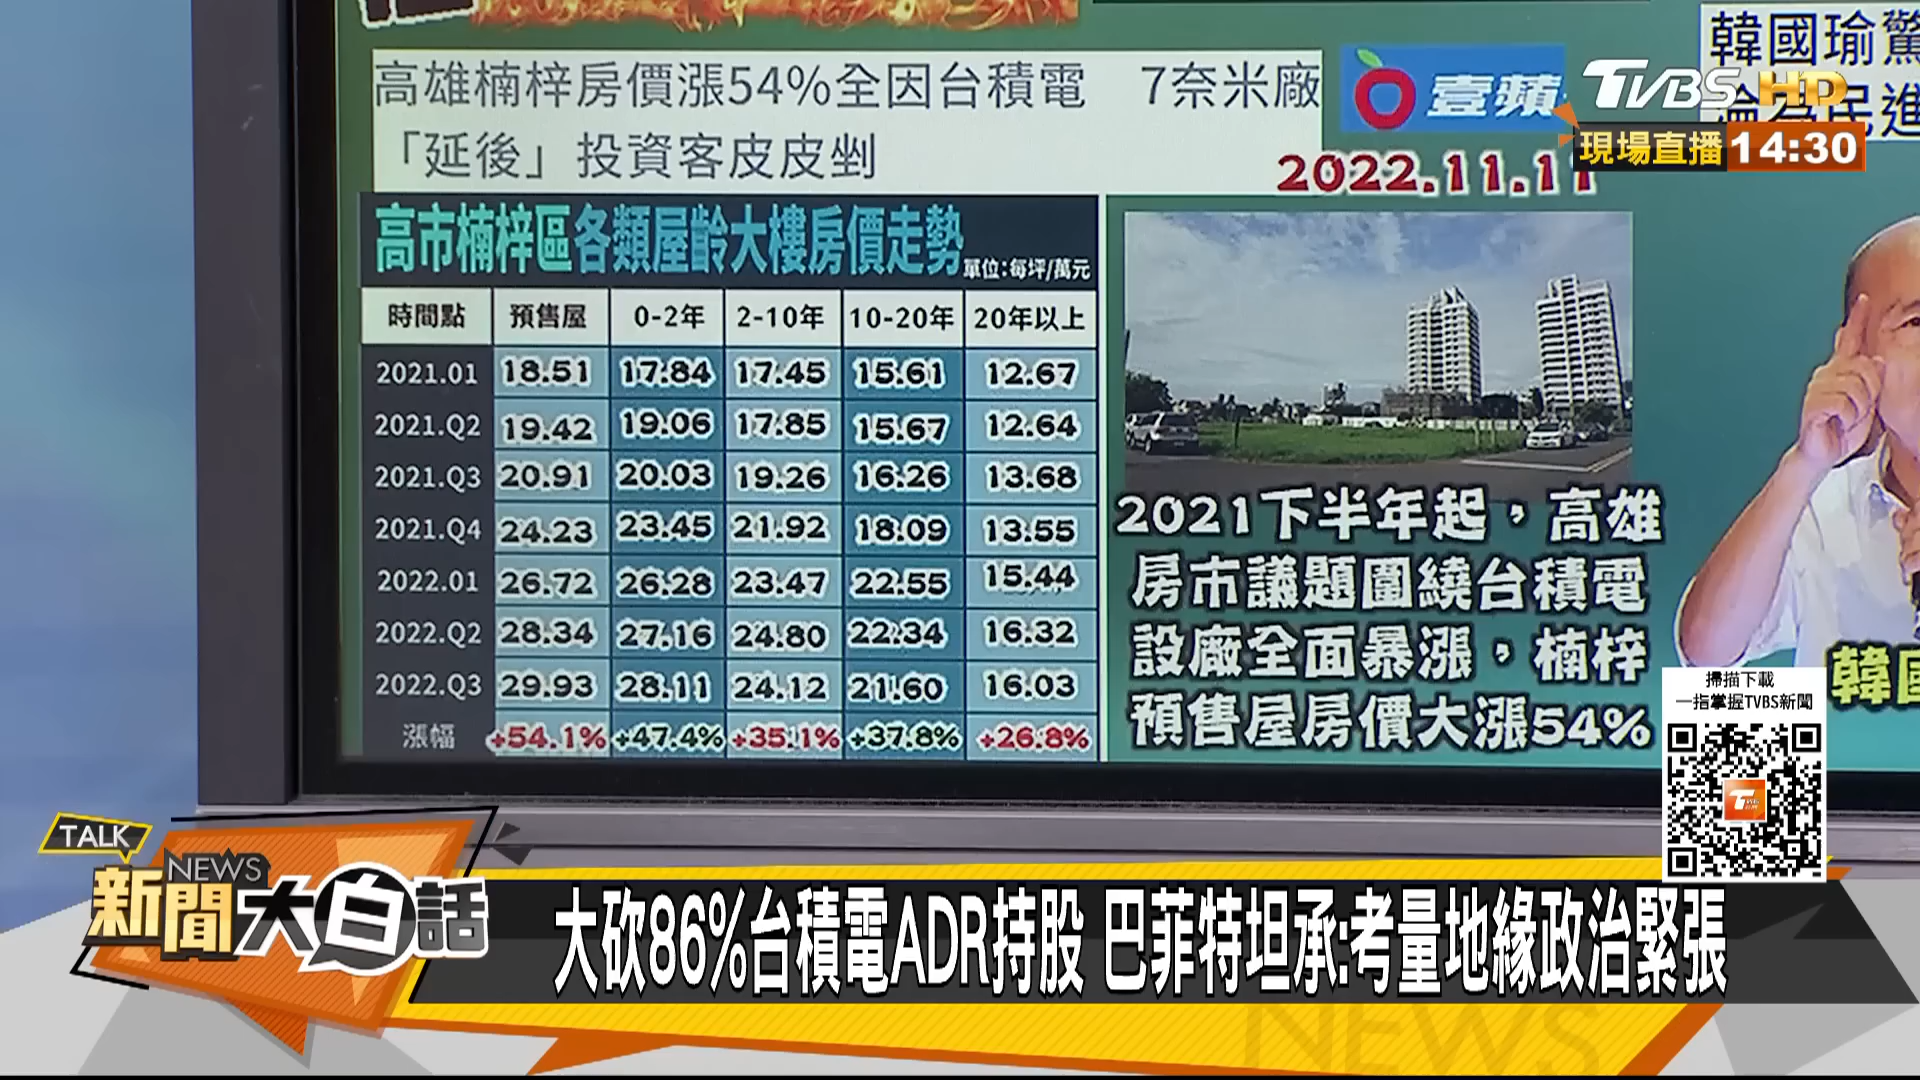 高雄楠梓房價漲54%全因台積電 7奈米廠
「延後」投資客皮皮剉
壹蘋
2022.11.11
韓國瑜驚
淪為民進
TVBS HD
現場直播 14:30
高市楠梓區各類屋齡大樓房價走勢
單位:每坪/萬元
時間點 預售屋 0-2年 2-10年 10-20年 20年以上
2021.Q1 18.51 17.84 17.45 15.61 12.67
2021.Q2 19.42 19.06 17.85 15.67 12.64
2021.Q3 20.91 20.03 19.26 16.26 13.68
2021.Q4 24.23 23.45 21.92 18.09 13.55
2022.Q1 26.72 26.28 23.47 22.55 15.44
2022.Q2 28.34 27.16 24.80 22.34 16.32
2022.Q3 29.93 28.11 24.12 21.60 16.03
漲幅 +54.1% +47.4% +35.1% +37.8% +26.8%
2021下半年起，高雄
房市議題圍繞台積電
設廠全面暴漲，楠梓
預售屋房價大漲54%
韓國
掃描下載
一指掌握TVBS新聞
TALK
NEWS
新聞大白話
大砍86%台積電ADR持股 巴菲特坦承:考量地緣政治緊張
NEWS